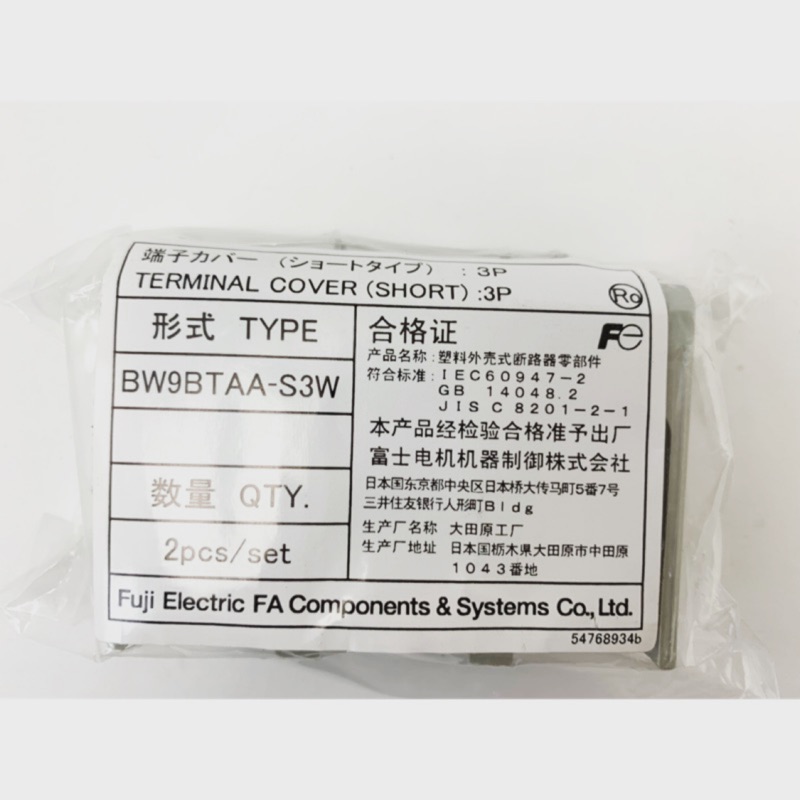 端子カバー (ショートタイプ) : 3P
TERMINAL COVER (SHORT) :3P
Ro
形式 TYPE
BW9BTAA-S3W
数量 QTY.
2pcs/set
合格证
Fe
产品名称:塑料外壳式断路器零部件
符合标准:IEC60947-2
GB 14048.2
JIS C 8201-2-1
本产品经检验合格准予出厂
富士电机机器制御株式会社
日本国东京都中央区日本桥大传马町5番7号
三井住友银行人形町Bldg
生产厂名称 大田原工厂
生产厂地址 日本国栃木県大田原市中田原
1043番地
Fuji Electric FA Components & Systems Co., Ltd.
54768934b